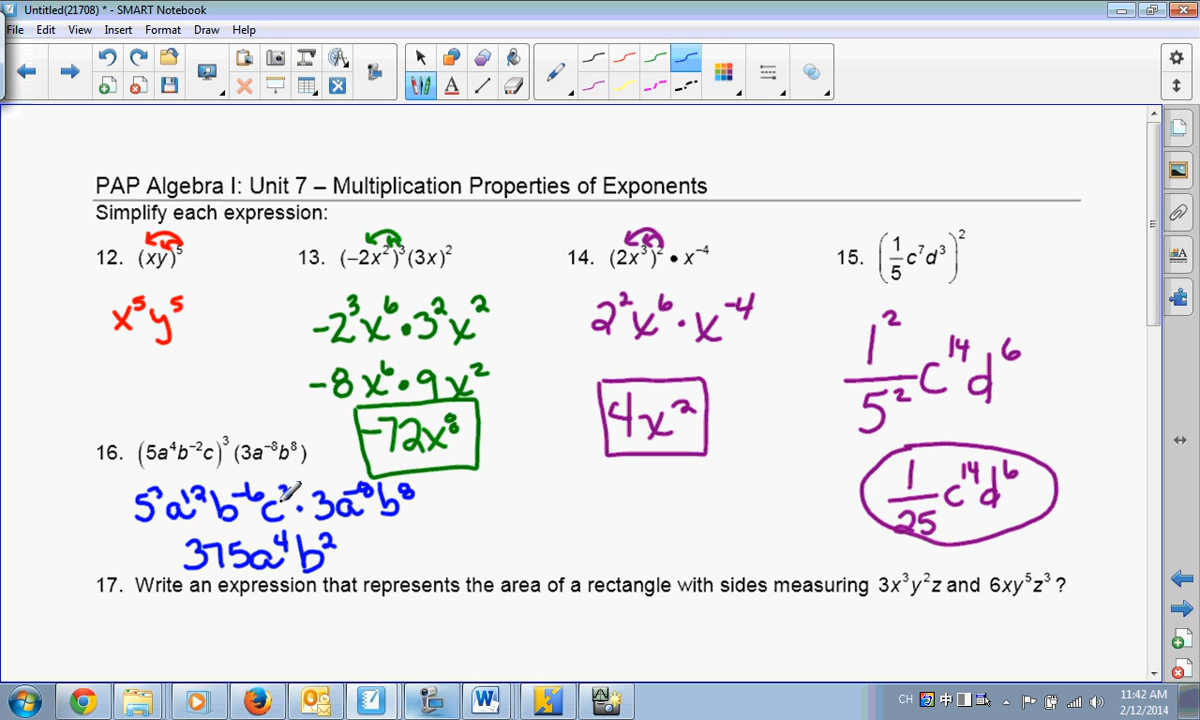 Untitled(21708) * - SMART Notebook
File Edit View Insert Format Draw Help
PAP Algebra I: Unit 7 – Multiplication Properties of Exponents
Simplify each expression:
12. (xy)⁵ 13. (−2x²)³(3x)² 14. (2x³)² • x⁻⁴ 15. (1/5 c⁷d³)²
x⁵y⁵ -2³x⁶•3²x² 2²x⁶·x⁻⁴ 1²/5² c¹⁴d⁶
-8x⁶•9x² 4x²
-72x⁸
16. (5a⁴b⁻²c)³(3a⁻⁸b⁸) 1/25 c¹⁴d⁶
5³a¹²b⁻⁶c³·3a⁻⁸b⁸
375a⁴b²
17. Write an expression that represents the area of a rectangle with sides measuring 3x³y²z and 6xy⁵z³ ?
CH 中
11:42 AM
2/12/2014